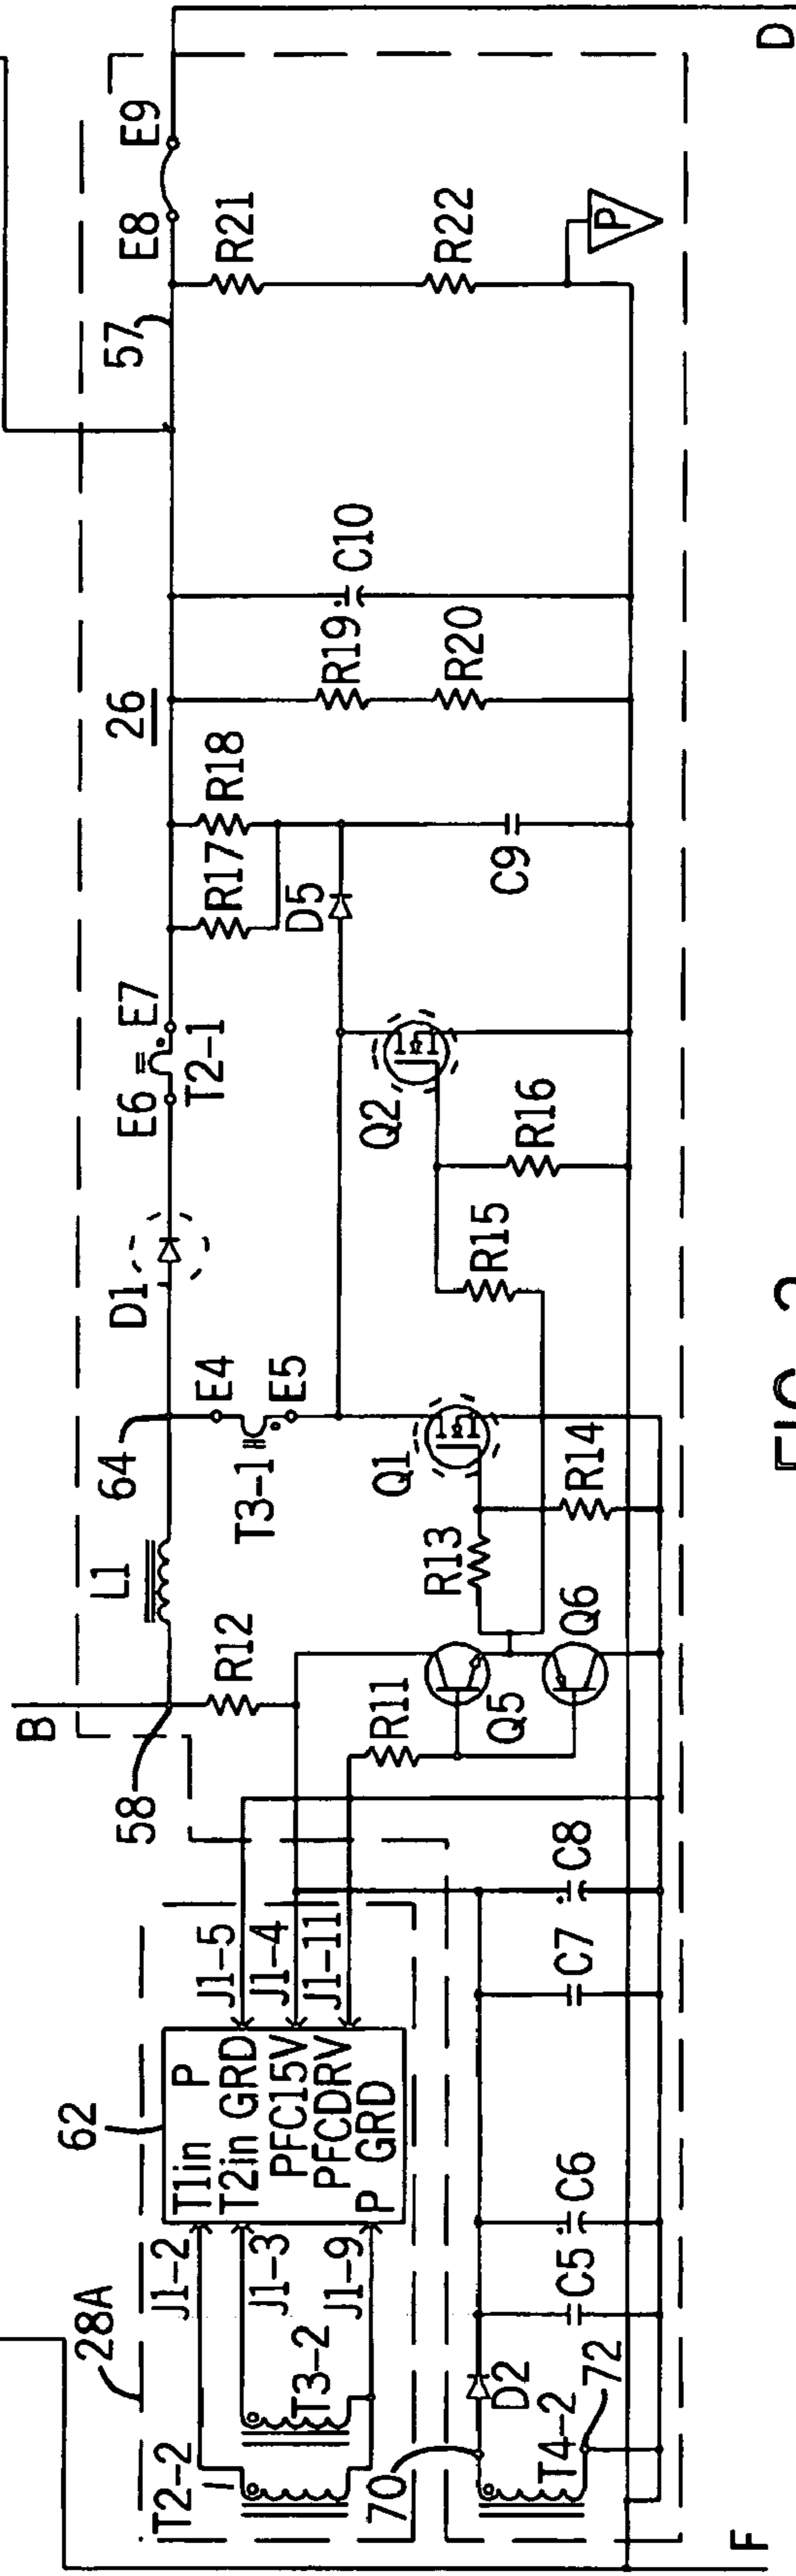 D
E9
E8
57
R21
R22
P
C10
R19
R20
26
R18
R17
D5
C9
E7
E6
T2-1
Q2
R16
R15
D1
64
E4
E5
T3-1
Q1
R14
R13
L1
R12
B
58
R11
Q5
Q6
J1-5
J1-4
J1-11
C8
C7
62
T1in P
T2in GRD
PFC15V
PFCDRV
P GRD
J1-2
J1-3
J1-9
28A
T2-2
T3-2
C6
C5
D2
70
T4-2
72
F